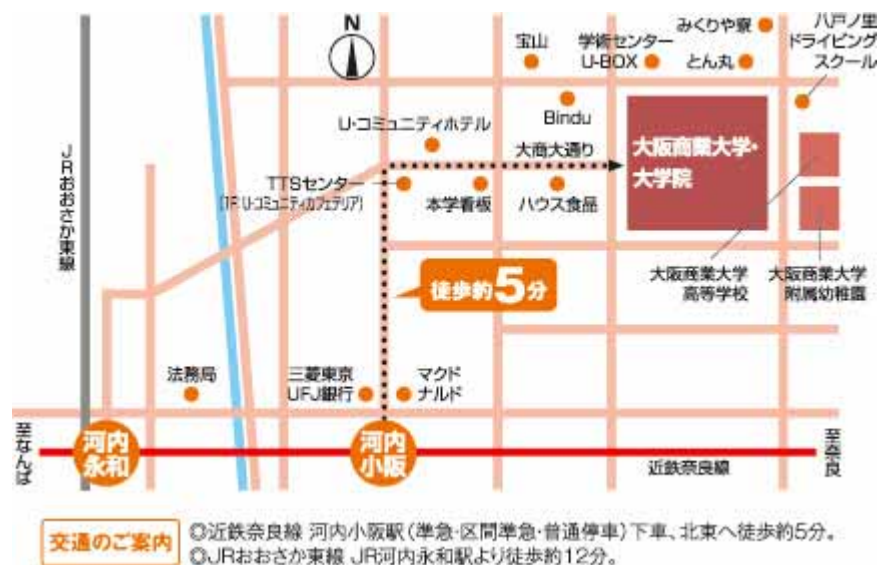 N
宝山
学術センター
U-BOX
みくりや寮
とん丸
八戸ノ里
ドライビング
スクール
Bindu
U・コミュニティホテル
大商大通り
大阪商業大学・
大学院
TTSセンター
(1F U・コミュニティカフェテリア)
本学看板
ハウス食品
JRおおさか東線
大阪商業大学
高等学校
大阪商業大学
附属幼稚園
徒歩約5分
法務局
三菱東京
UFJ銀行
マクド
ナルド
至なんば
河内
永和
河内
小阪
近鉄奈良線
至奈良
交通のご案内
◎近鉄奈良線 河内小阪駅(準急・区間準急・普通停車)下車、北東へ徒歩約5分。
◎JRおおさか東線 JR河内永和駅より徒歩約12分。